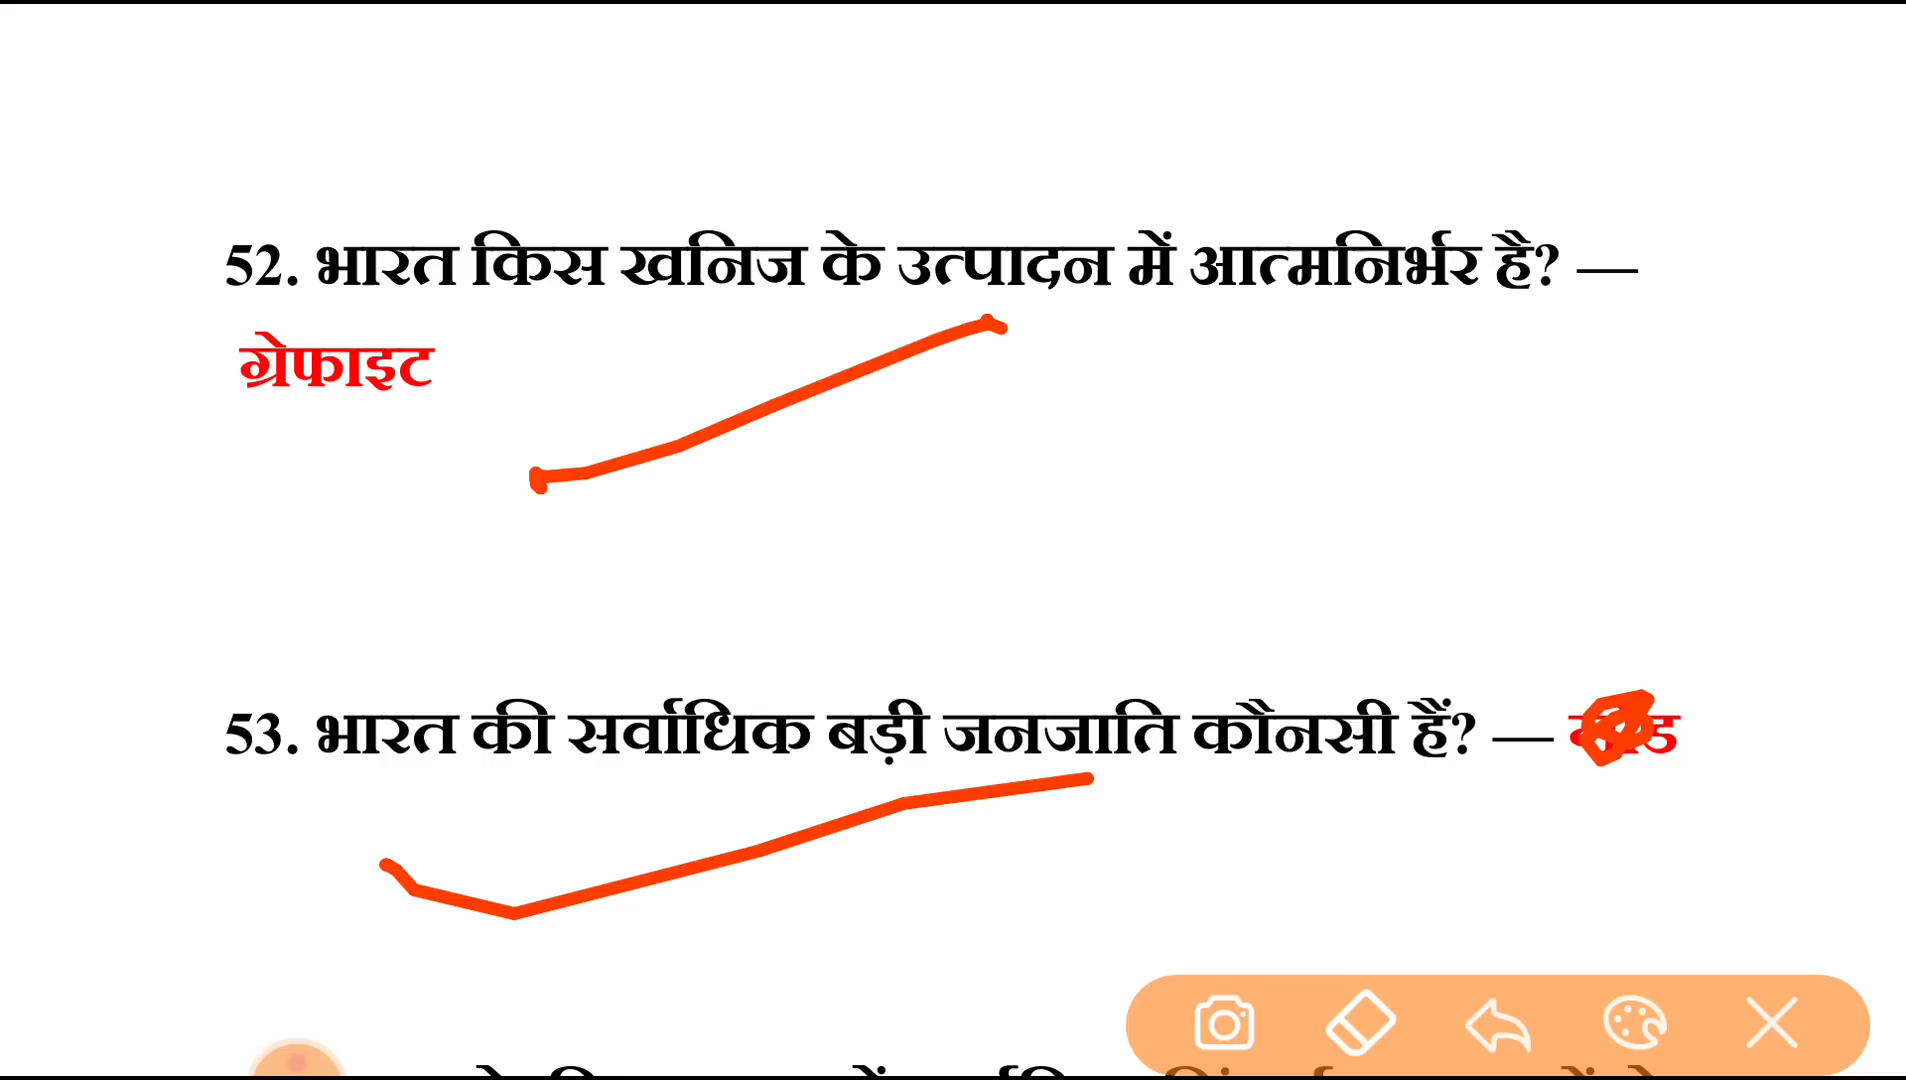 52. भारत किस खनिज के उत्पादन में आत्मनिर्भर है? —
ग्रेफाइट
53. भारत की सर्वाधिक बड़ी जनजाति कौनसी हैं? —